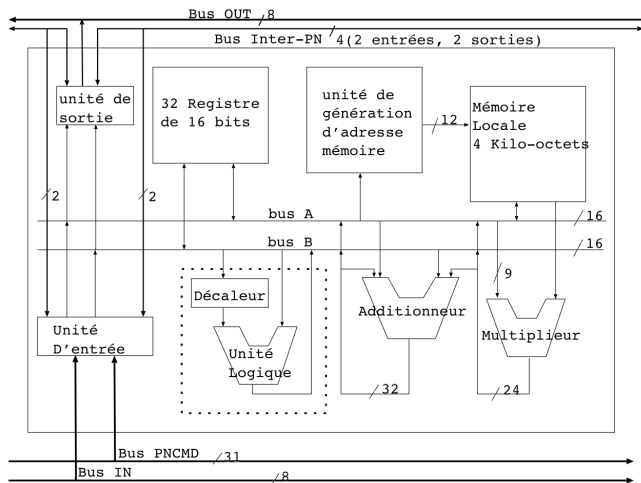 Bus OUT 8
Bus Inter-PN 4 (2 entrées, 2 sorties)
unité de
sortie
32 Registre
de 16 bits
unité de
génération
d'adresse
mémoire
12
Mémoire
Locale
4 Kilo-octets
2
2
bus A
16
bus B
16
9
Décaleur
Unité
Logique
Additionneur
Multiplieur
Unité
D'entrée
32
24
Bus PNCMD
31
Bus IN
8